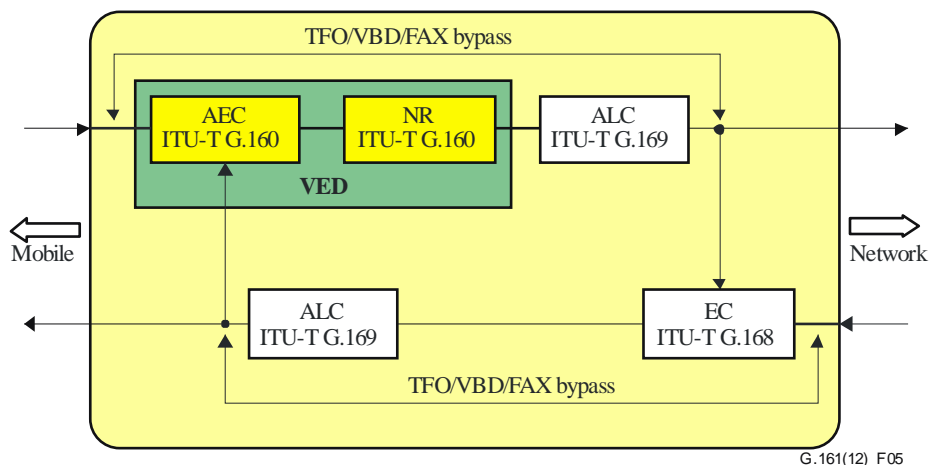 TFO/VBD/FAX bypass
AEC
ITU-T G.160
NR
ITU-T G.160
ALC
ITU-T G.169
VED
Mobile
Network
ALC
ITU-T G.169
EC
ITU-T G.168
TFO/VBD/FAX bypass
G.161(12)_F05